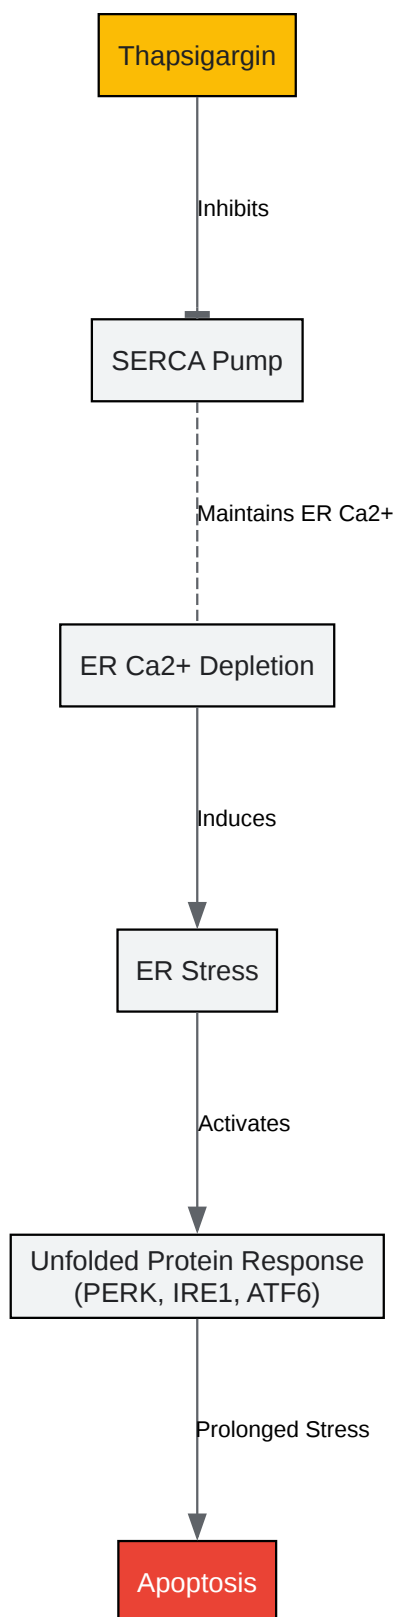 Thapsigargin
Inhibits
SERCA Pump
Maintains ER Ca2+
ER Ca2+ Depletion
Induces
ER Stress
Activates
Unfolded Protein Response
(PERK, IRE1, ATF6)
Prolonged Stress
Apoptosis